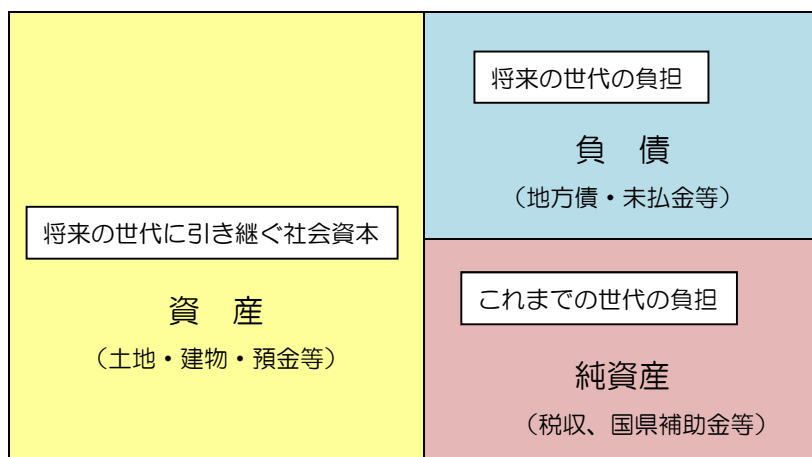 将来の世代に引き継ぐ社会資本
資　産
（土地・建物・預金等）
将来の世代の負担
負　債
（地方債・未払金等）
これまでの世代の負担
純資産
（税収、国県補助金等）